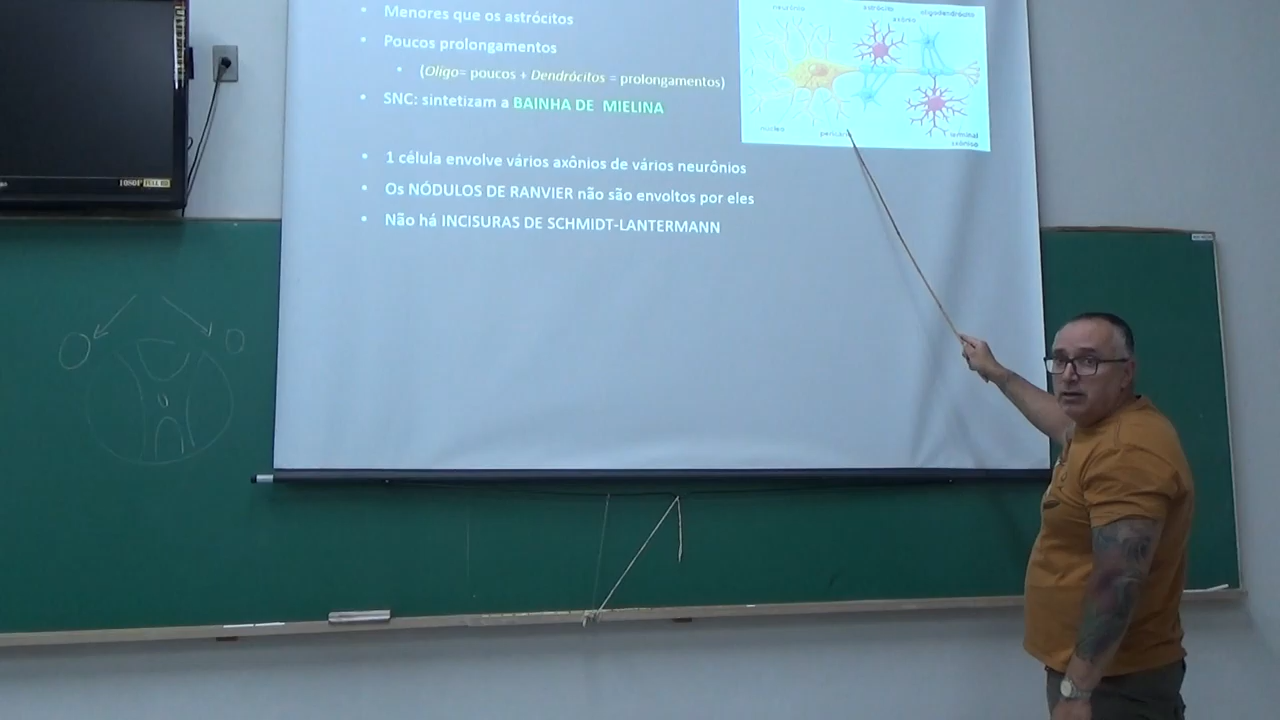 Menores que os astrócitos
Poucos prolongamentos
(Oligo= poucos + Dendrócitos = prolongamentos)
SNC: sintetizam a BAINHA DE MIELINA
1 célula envolve vários axônios de vários neurônios
Os NÓDULOS DE RANVIER não são envoltos por eles
Não há INCISURAS DE SCHMIDT-LANTERMANN
neurônio
astrócito
axônio
oligodendrócito
núcleo
terminal
axônico
1080P